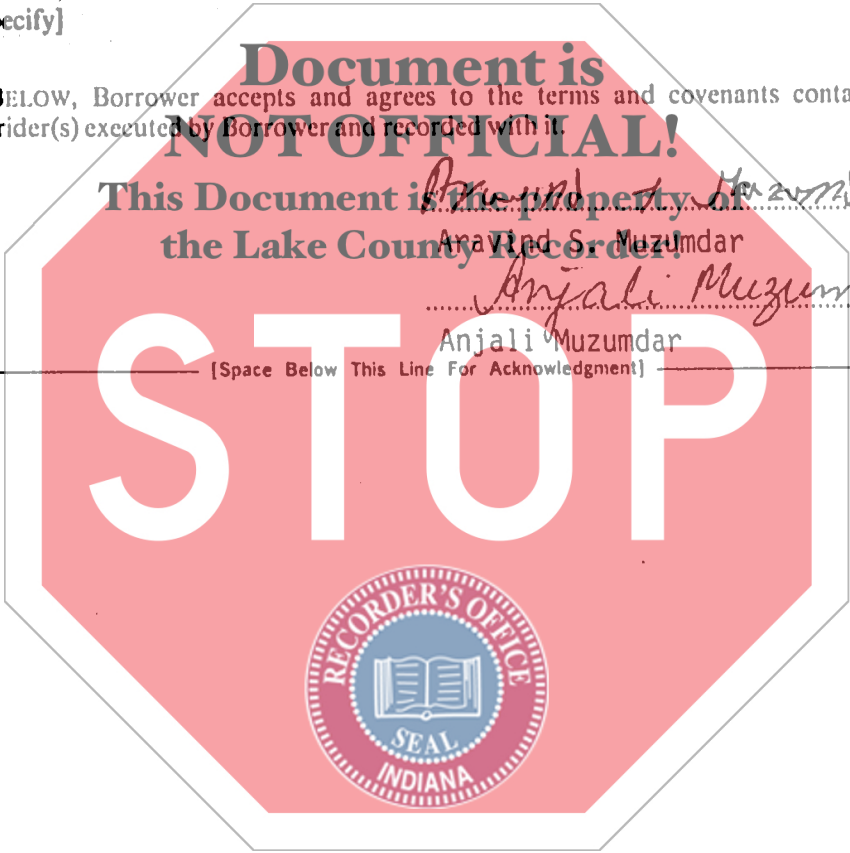 ecify]
Document is
BELOW, Borrower accepts and agrees to the terms and covenants conta
rider(s) executed by Borrower and recorded with it.
NOT OFFICIAL!
This Document is the property of
the Lake County Recorder!
Aravind S. Muzumdar
Anjali Muzum
Anjali Muzumdar
[Space Below This Line For Acknowledgment]
STOP
RECORDER'S OFFICE
SEAL
INDIANA